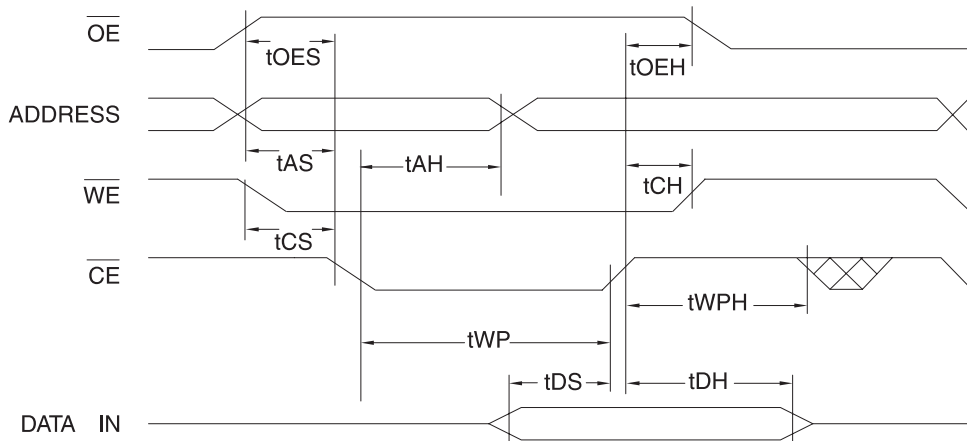 OE
tOES
tOEH
ADDRESS
tAS
tAH
tCH
WE
tCS
CE
tWPH
tWP
tDS
tDH
DATA IN